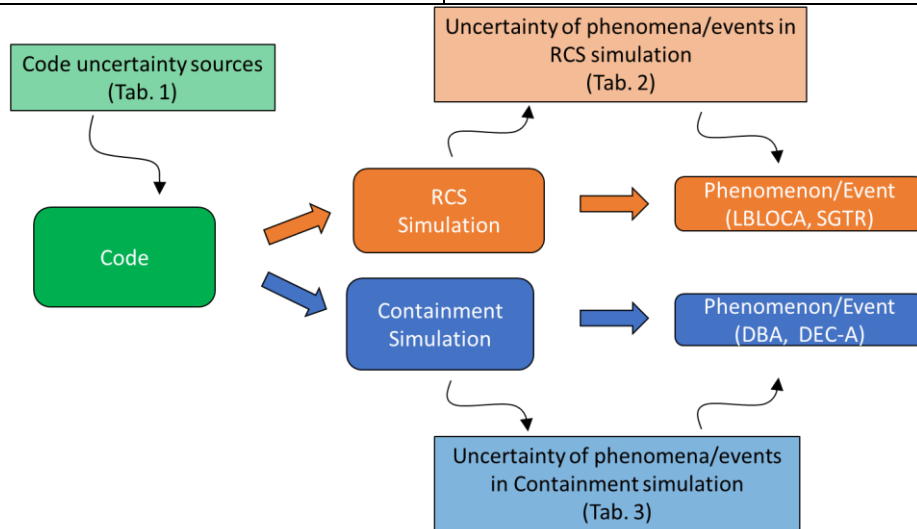 Code uncertainty sources
(Tab. 1)
Uncertainty of phenomena/events in
RCS simulation
(Tab. 2)
Code
RCS
Simulation
Phenomenon/Event
(LBLOCA, SGTR)
Containment
Simulation
Phenomenon/Event
(DBA, DEC-A)
Uncertainty of phenomena/events
in Containment simulation
(Tab. 3)